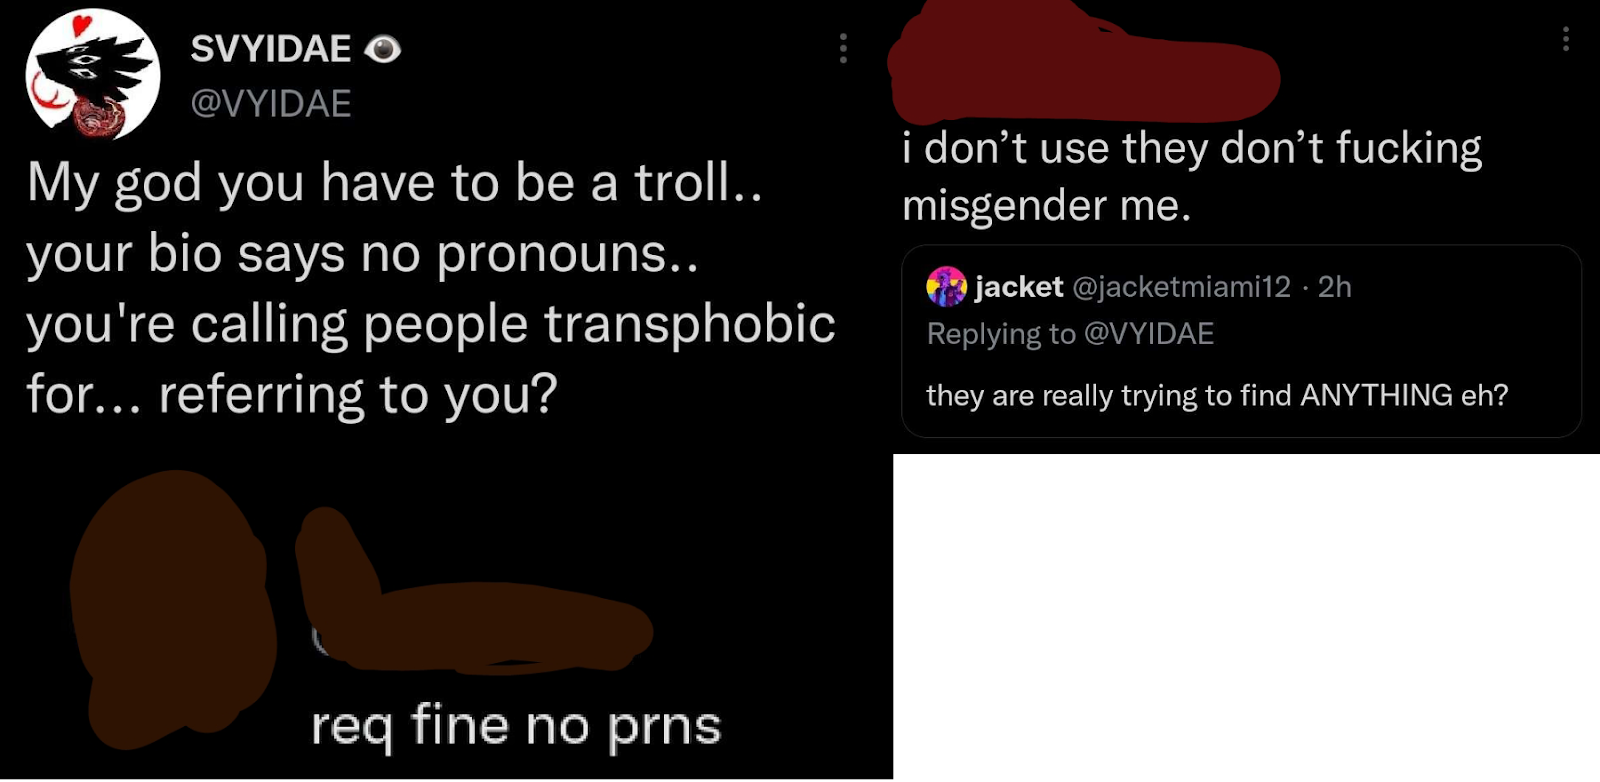 SVYIDAE 👁
@VYIDAE
My god you have to be a troll..
your bio says no pronouns..
you're calling people transphobic
for... referring to you?
req fine no prns
i don’t use they don’t fucking
misgender me.
jacket @jacketmiami12 · 2h
Replying to @VYIDAE
they are really trying to find ANYTHING eh?